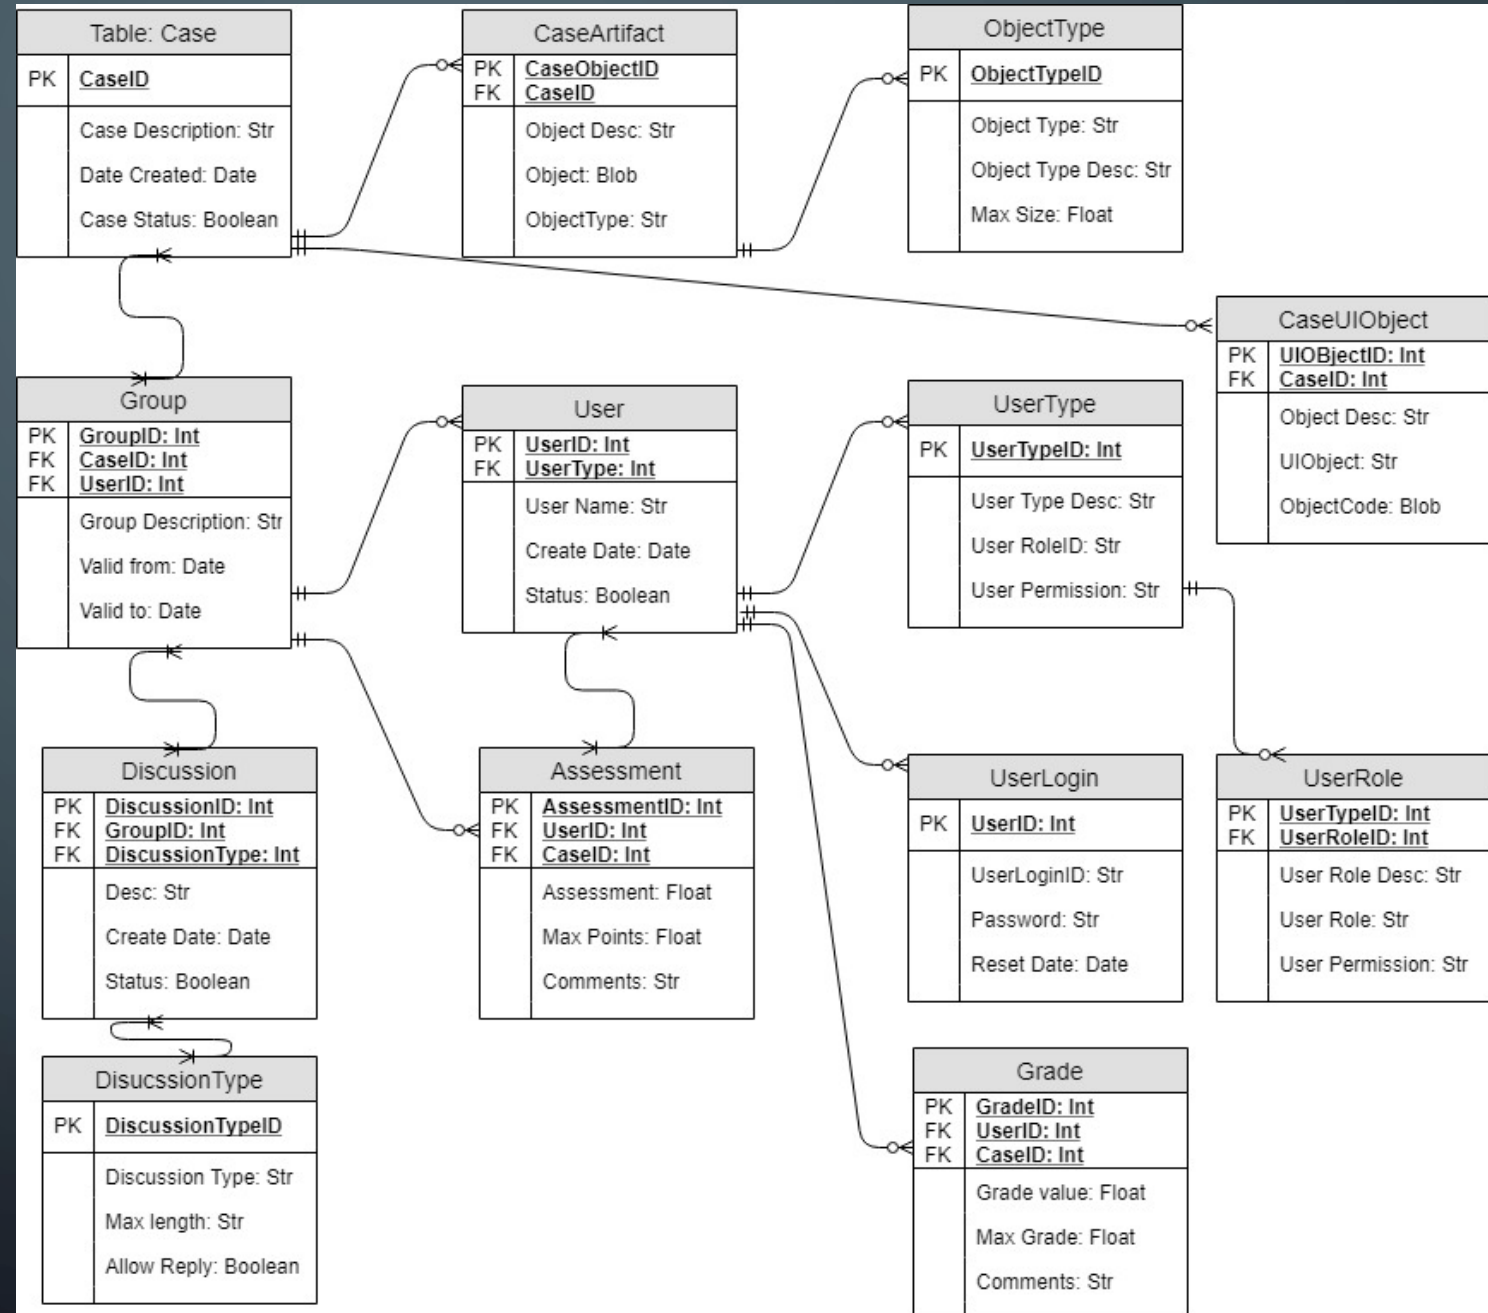 Table: Case
PK CaseID
Case Description: Str
Date Created: Date
Case Status: Boolean
CaseArtifact
PK CaseObjectID
FK CaseID
Object Desc: Str
Object: Blob
ObjectType: Str
ObjectType
PK ObjectTypeID
Object Type: Str
Object Type Desc: Str
Max Size: Float
CaseUIObject
PK UIOBjectID: Int
FK CaseID: Int
Object Desc: Str
UIObject: Str
ObjectCode: Blob
Group
PK GroupID: Int
FK CaseID: Int
FK UserID: Int
Group Description: Str
Valid from: Date
Valid to: Date
User
PK UserID: Int
FK UserType: Int
User Name: Str
Create Date: Date
Status: Boolean
UserType
PK UserTypeID: Int
User Type Desc: Str
User RoleID: Str
User Permission: Str
Discussion
PK DiscussionID: Int
FK GroupID: Int
FK DiscussionType: Int
Desc: Str
Create Date: Date
Status: Boolean
Assessment
PK AssessmentID: Int
FK UserID: Int
FK CaseID: Int
Assessment: Float
Max Points: Float
Comments: Str
UserLogin
PK UserID: Int
UserLoginID: Str
Password: Str
Reset Date: Date
UserRole
PK UserTypeID: Int
FK UserRoleID: Int
User Role Desc: Str
User Role: Str
User Permission: Str
DisucssionType
PK DiscussionTypeID
Discussion Type: Str
Max length: Str
Allow Reply: Boolean
Grade
PK GradeID: Int
FK UserID: Int
FK CaseID: Int
Grade value: Float
Max Grade: Float
Comments: Str